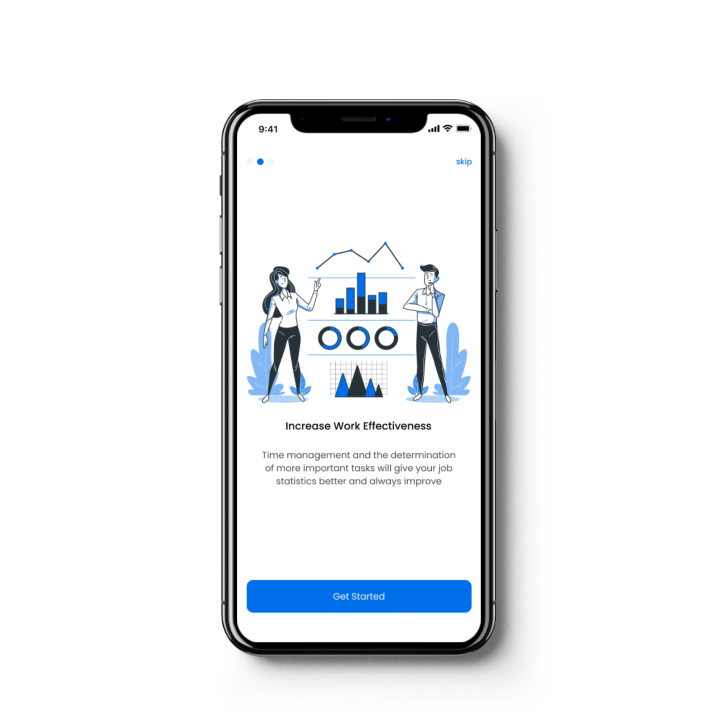 9:41
skip
Increase Work Effectiveness
Time management and the determination
of more important tasks will give your job
statistics better and always improve
Get Started